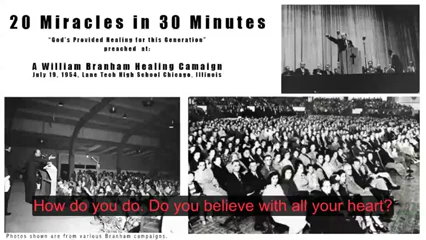 20 Miracles in 30 Minutes
"God's Provided Healing for this Generation"
preached at:
A William Branham Healing Camaign
July 19, 1954, Lane Tech High School Chicago, Illinois
How do you do. Do you believe with all your heart?
Photos shown are from various Branham campaigns.